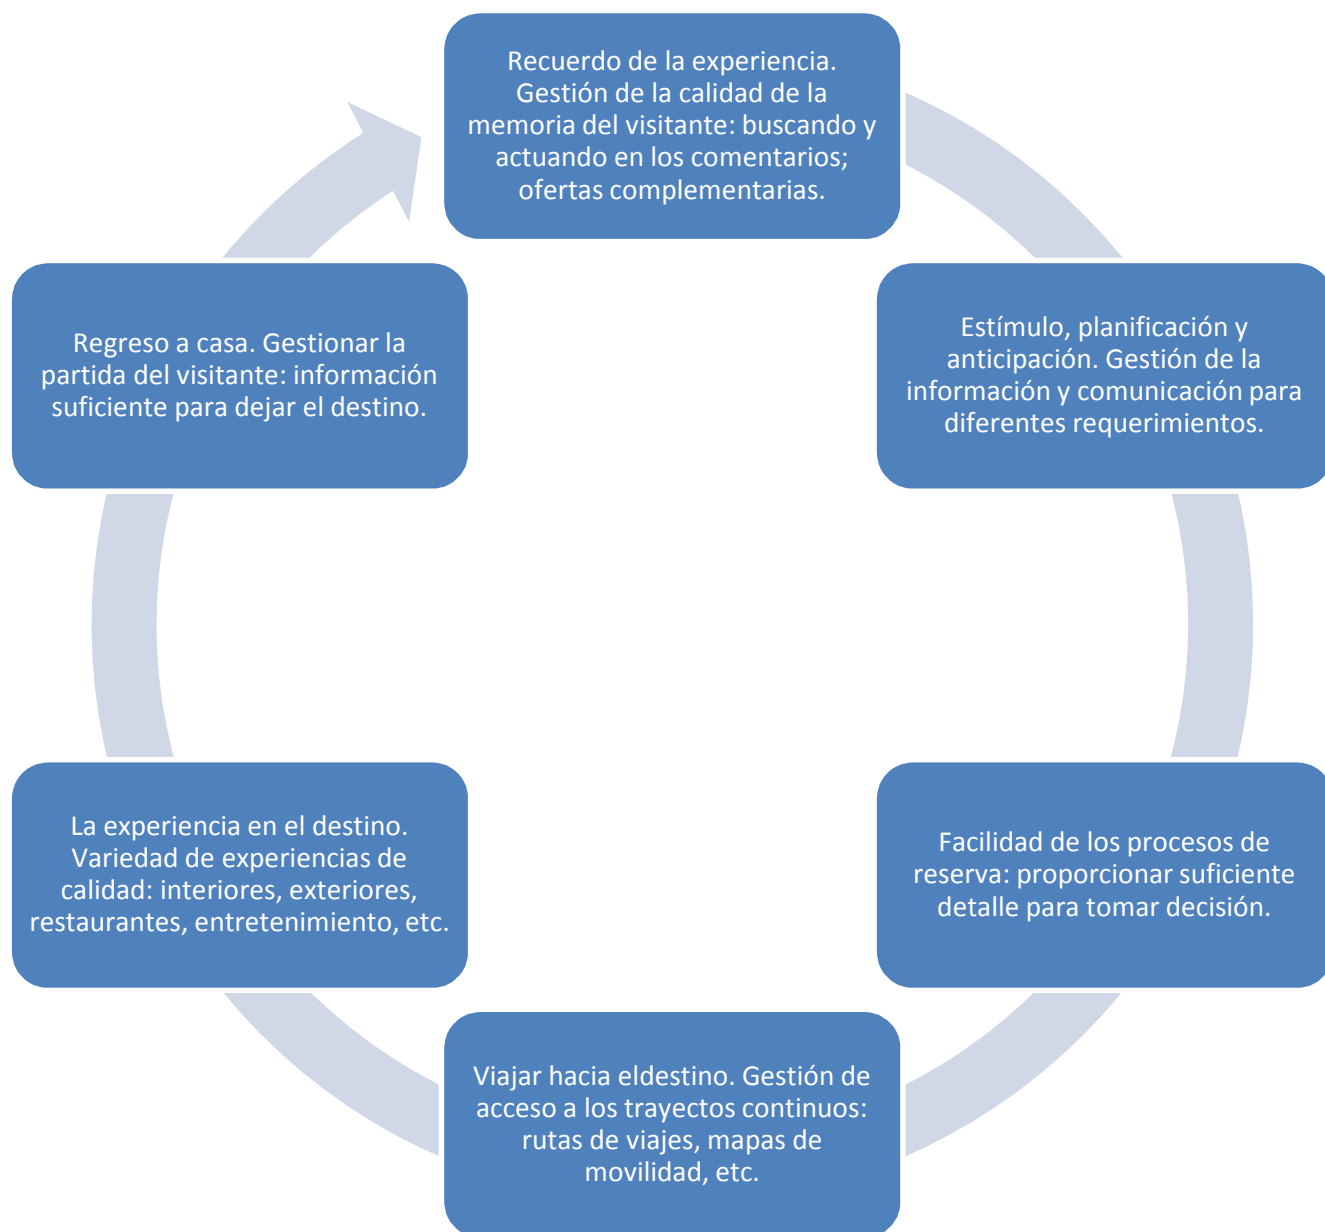 Recuerdo de la experiencia.
Gestión de la calidad de la
memoria del visitante: buscando y
actuando en los comentarios;
ofertas complementarias.
Estímulo, planificación y
anticipación. Gestión de la
información y comunicación para
diferentes requerimientos.
Facilidad de los procesos de
reserva: proporcionar suficiente
detalle para tomar decisión.
Viajar hacia eldestino. Gestión de
acceso a los trayectos continuos:
rutas de viajes, mapas de
movilidad, etc.
La experiencia en el destino.
Variedad de experiencias de
calidad: interiores, exteriores,
restaurantes, entretenimiento, etc.
Regreso a casa. Gestionar la
partida del visitante: información
suficiente para dejar el destino.